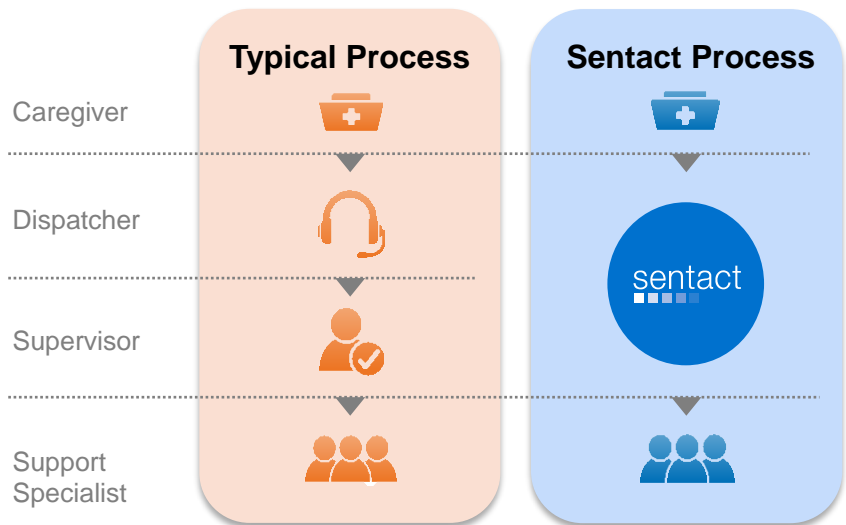 Typical Process
Sentact Process
Caregiver
Dispatcher
sentact
Supervisor
Support
Specialist